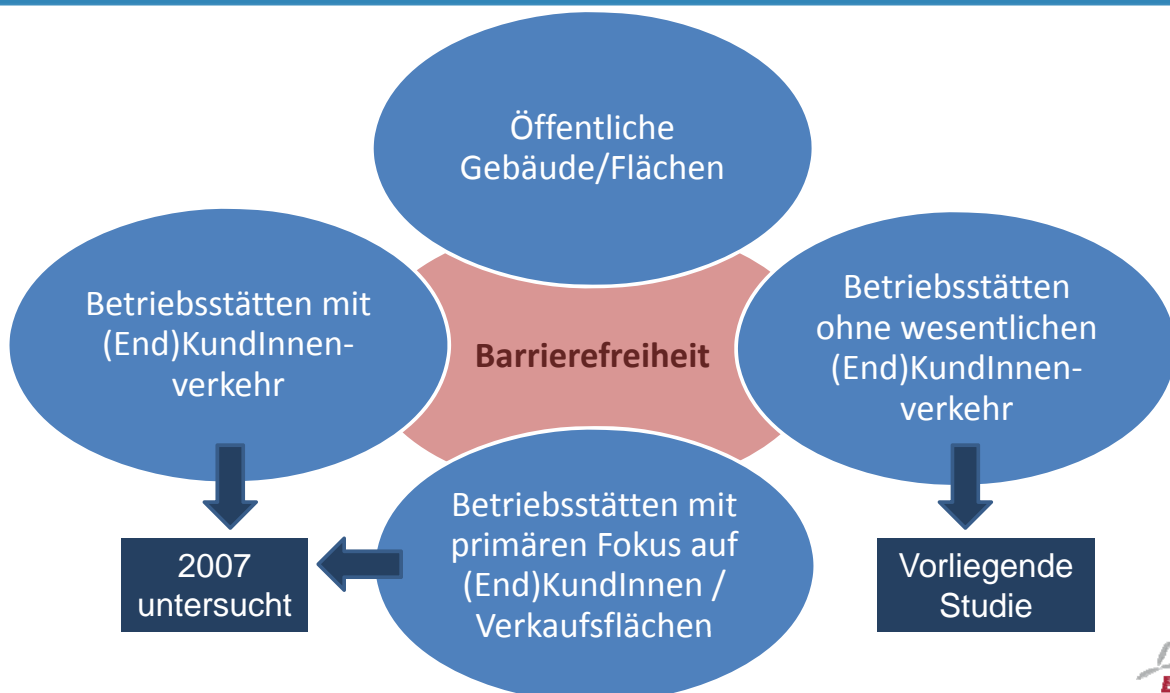 Öffentliche
Gebäude/Flächen
Betriebsstätten mit
(End)KundInnen-
verkehr
Barrierefreiheit
Betriebsstätten
ohne wesentlichen
(End)KundInnen-
verkehr
Betriebsstätten mit
primären Fokus auf
(End)KundInnen /
Verkaufsflächen
2007
untersucht
Vorliegende
Studie